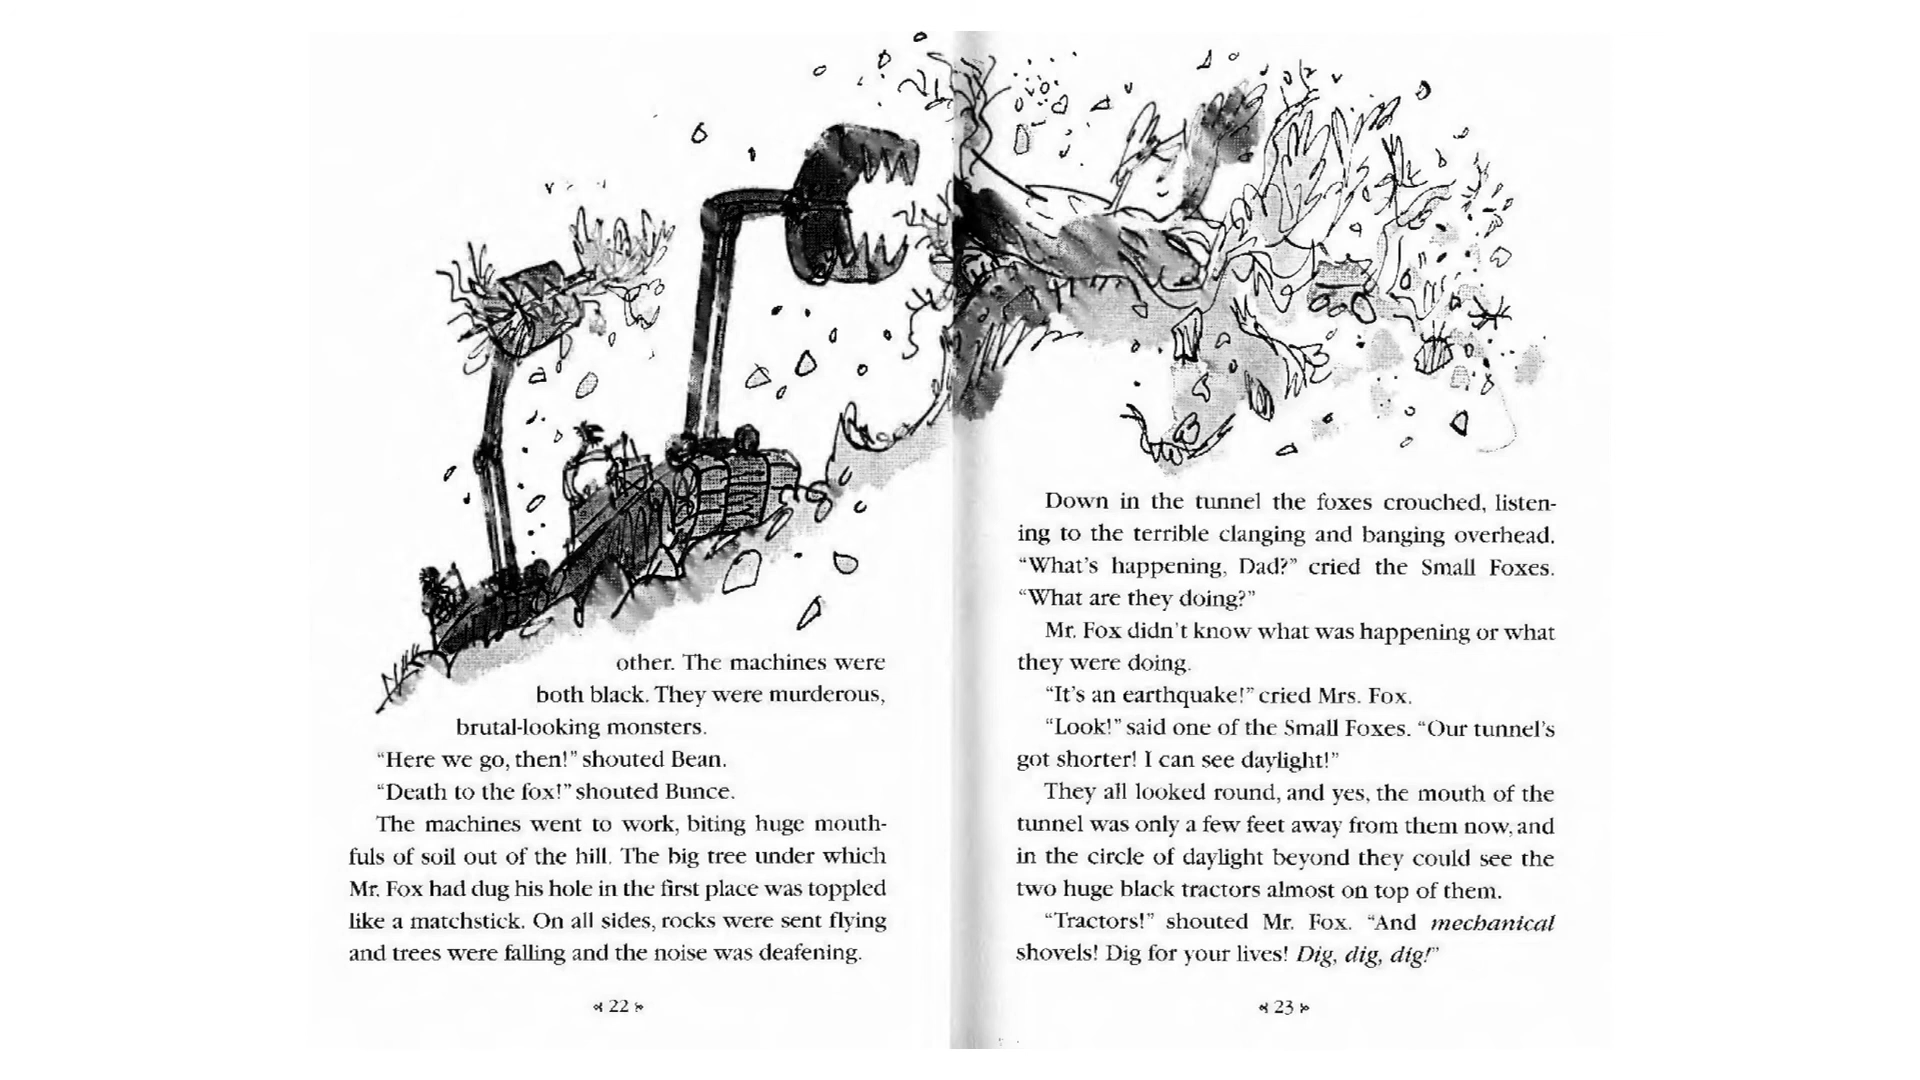 other. The machines were
both black. They were murderous,
brutal-looking monsters.
“Here we go, then!” shouted Bean.
“Death to the fox!” shouted Bunce.
The machines went to work, biting huge mouth-
fuls of soil out of the hill. The big tree under which
Mr. Fox had dug his hole in the first place was toppled
like a matchstick. On all sides, rocks were sent flying
and trees were falling and the noise was deafening.
22
Down in the tunnel the foxes crouched, listen-
ing to the terrible clanging and banging overhead.
“What’s happening, Dad?” cried the Small Foxes.
“What are they doing?”
Mr. Fox didn’t know what was happening or what
they were doing.
“It’s an earthquake!” cried Mrs. Fox.
“Look!” said one of the Small Foxes. “Our tunnel’s
got shorter! I can see daylight!”
They all looked round, and yes, the mouth of the
tunnel was only a few feet away from them now, and
in the circle of daylight beyond they could see the
two huge black tractors almost on top of them.
“Tractors!” shouted Mr. Fox. “And mechanical
shovels! Dig for your lives! Dig, dig, dig!”
23